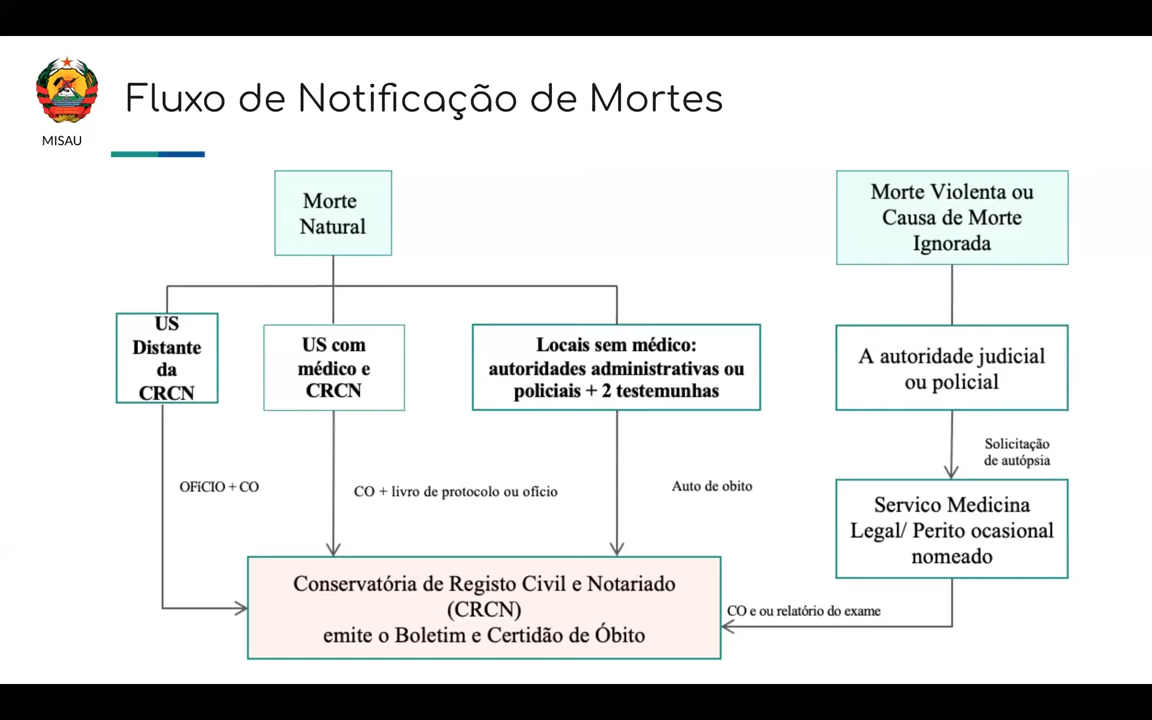 Fluxo de Notificação de Mortes
MISAU
Morte
Natural
Morte Violenta ou
Causa de Morte
Ignorada
US
Distante
da
CRCN
US com
médico e
CRCN
Locais sem médico:
autoridades administrativas ou
policiais + 2 testemunhas
A autoridade judicial
ou policial
Solicitação
de autópsia
OFiCIO + CO
CO + livro de protocolo ou ofício
Auto de obito
Servico Medicina
Legal/ Perito ocasional
nomeado
Conservatória de Registo Civil e Notariado
(CRCN)
emite o Boletim e Certidão de Óbito
CO e ou relatório do exame